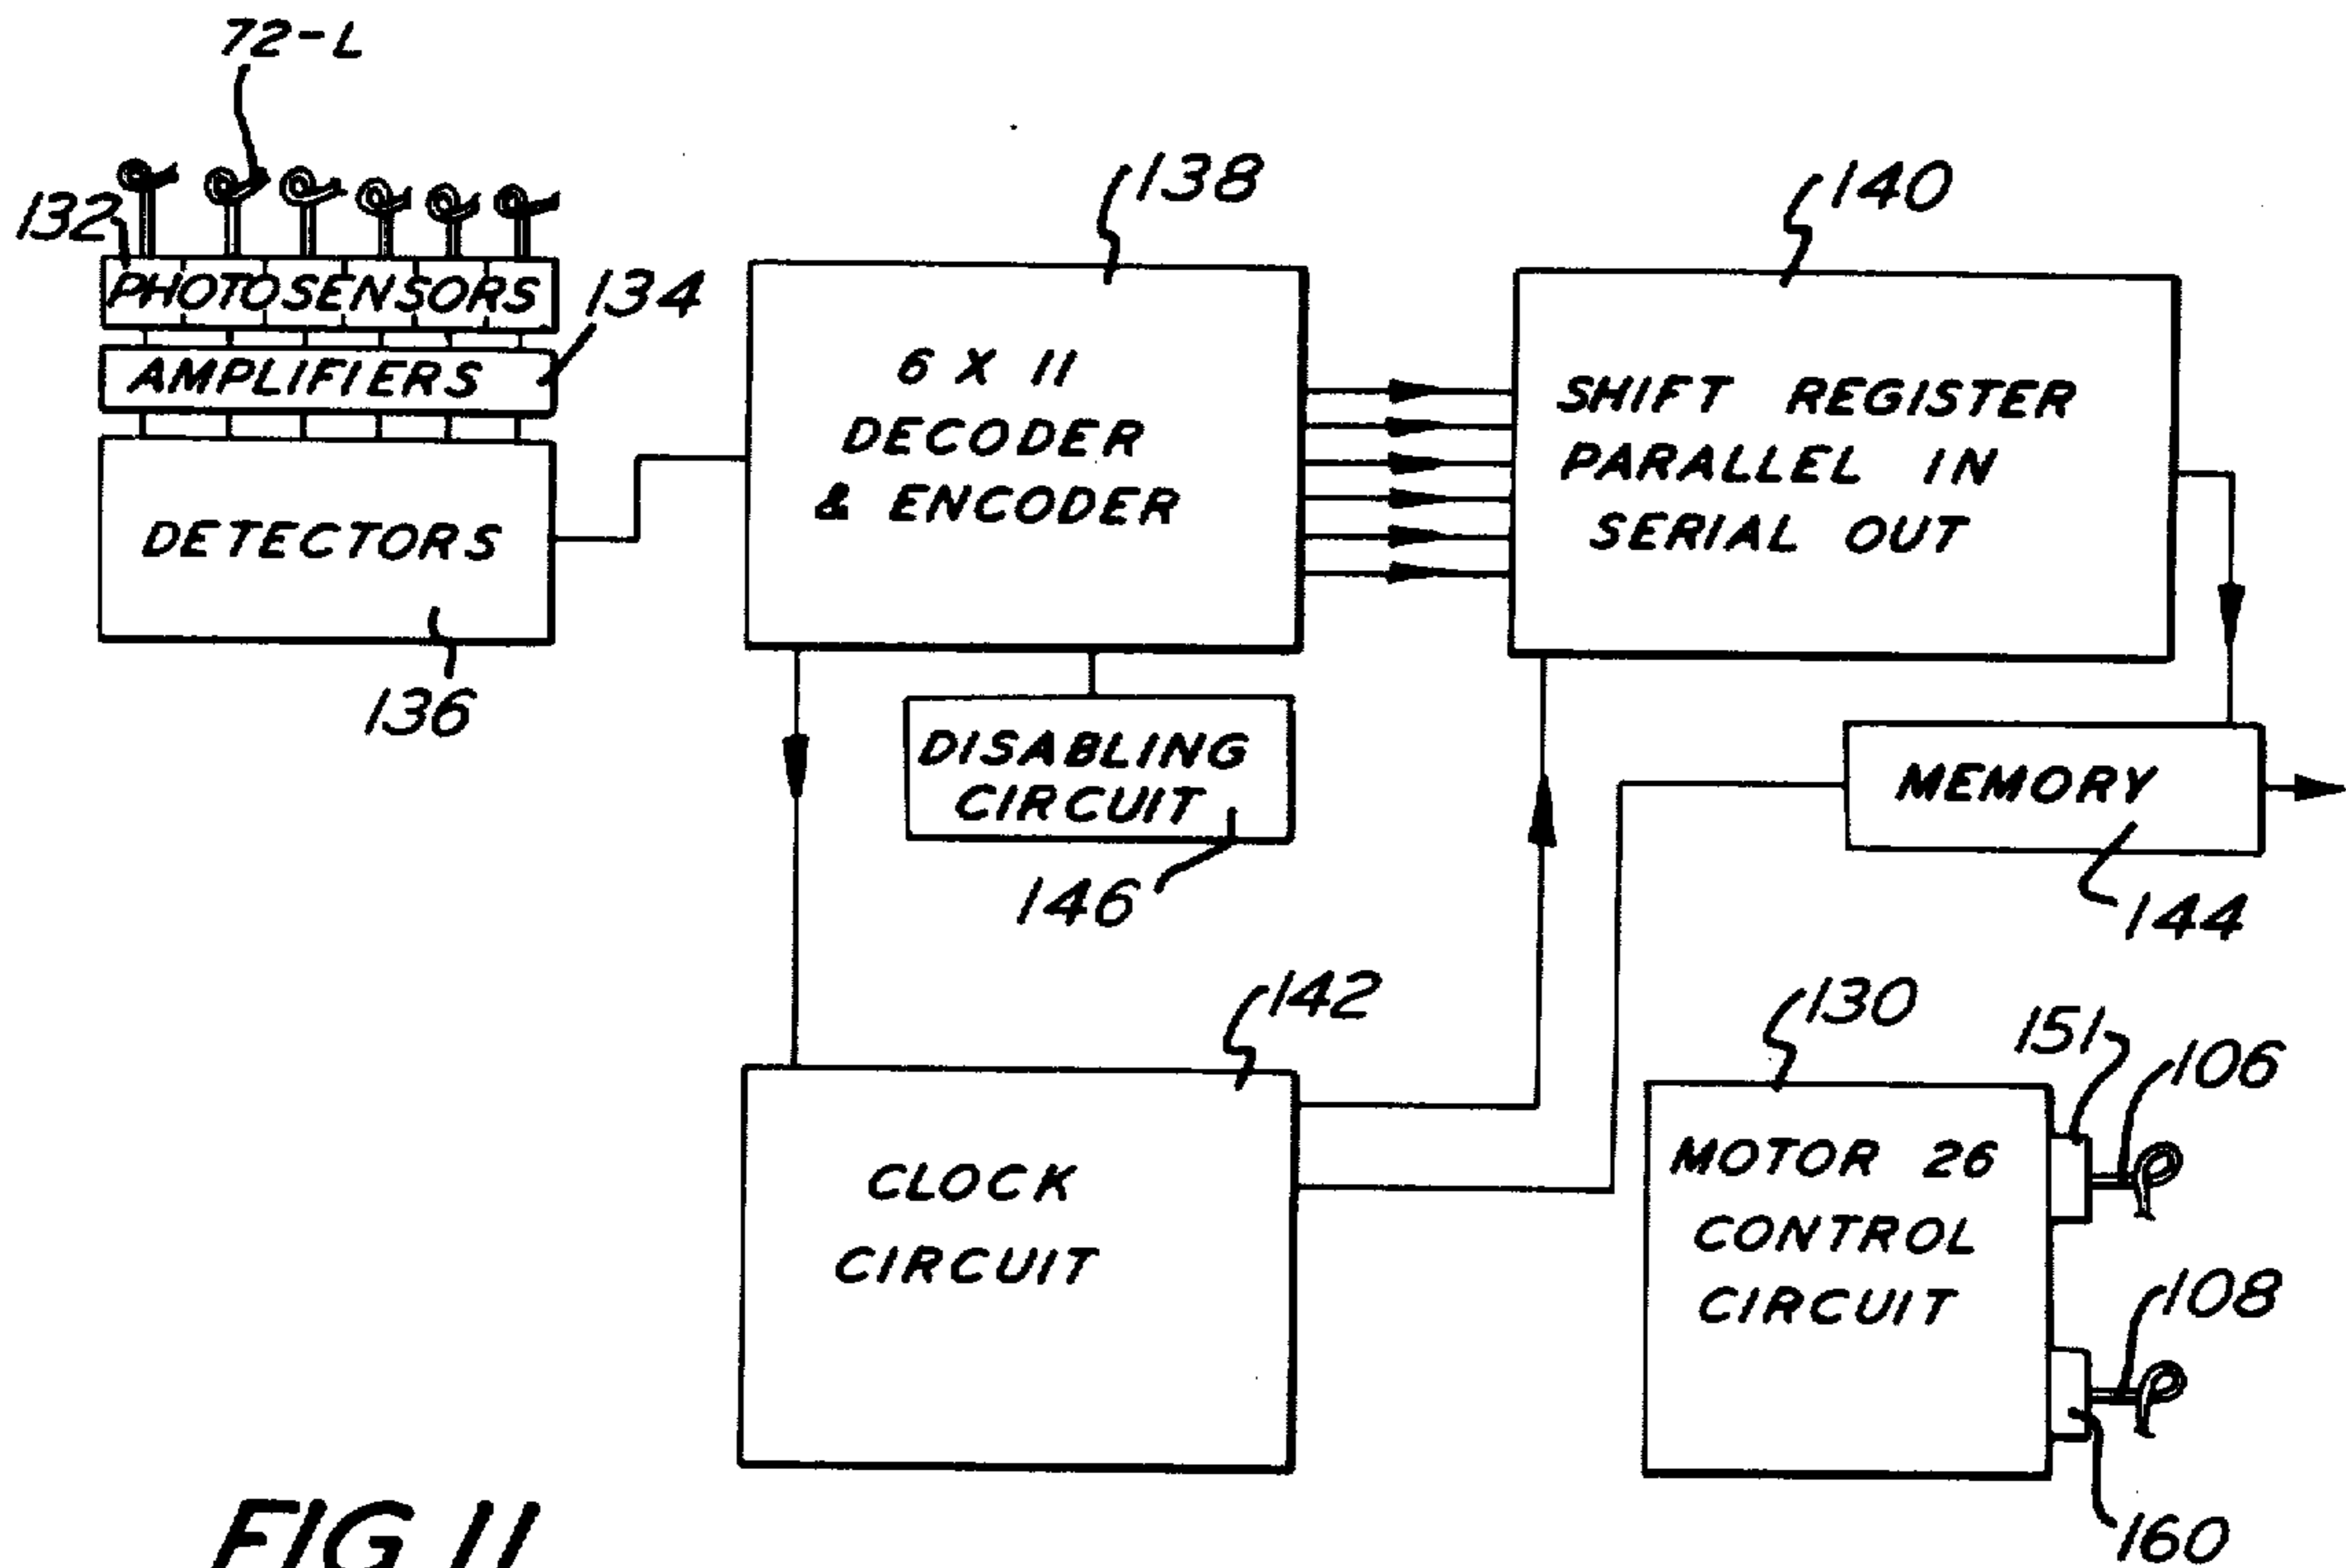 72-L
132
PHOTOSENSORS
134
AMPLIFIERS
DETECTORS
136
138
6 X 11
DECODER
& ENCODER
140
SHIFT REGISTER
PARALLEL IN
SERIAL OUT
DISABLING
CIRCUIT
146
MEMORY
144
142
CLOCK
CIRCUIT
130
151
106
MOTOR 26
CONTROL
CIRCUIT
108
160
FIG 11